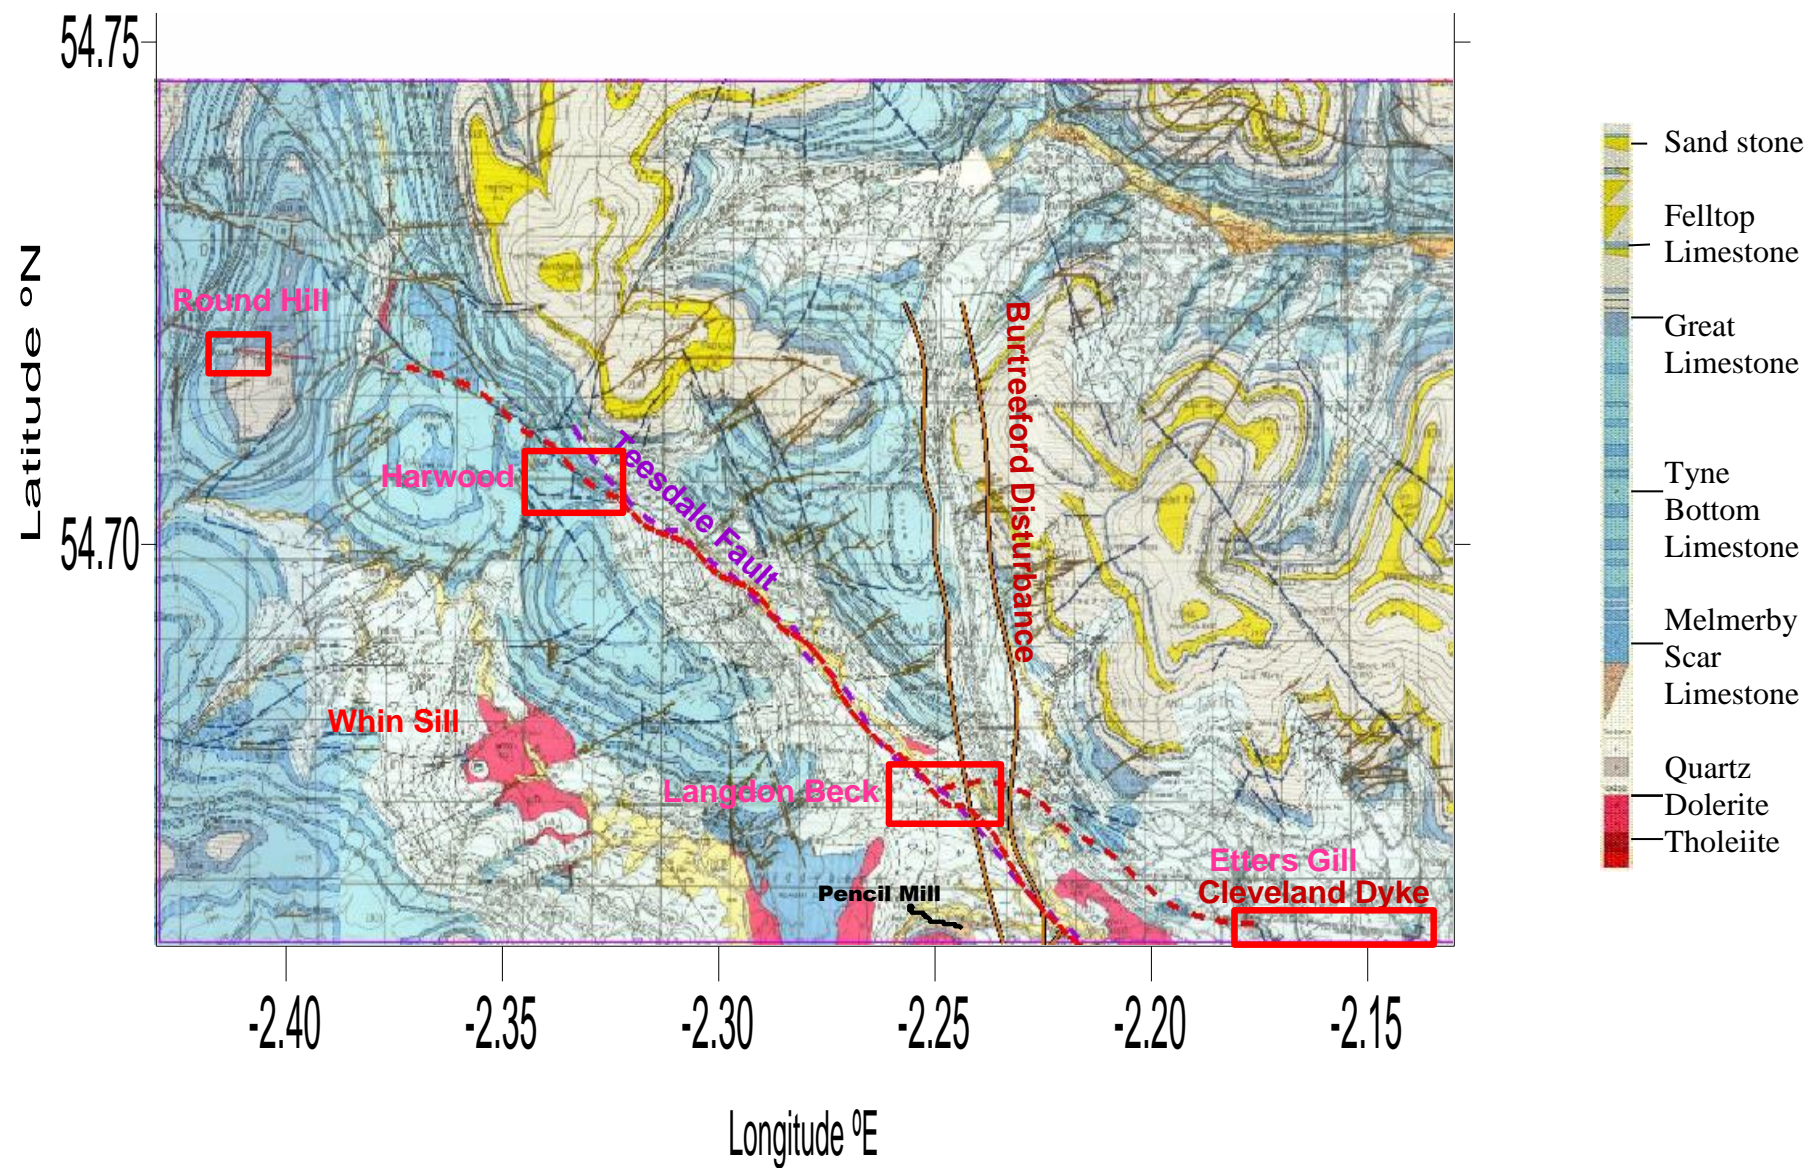 54.75
54.70
Latitude ⁰N
Round Hill
Harwood
Teesdale Fault
Burtreeford Disturbance
Whin Sill
Langdon Beck
Pencil Mill
Etters Gill
Cleveland Dyke
-2.40
-2.35
-2.30
-2.25
-2.20
-2.15
Longitude ⁰E
Sand stone
Felltop
Limestone
Great
Limestone
Tyne
Bottom
Limestone
Melmerby
Scar
Limestone
Quartz
Dolerite
Tholeiite